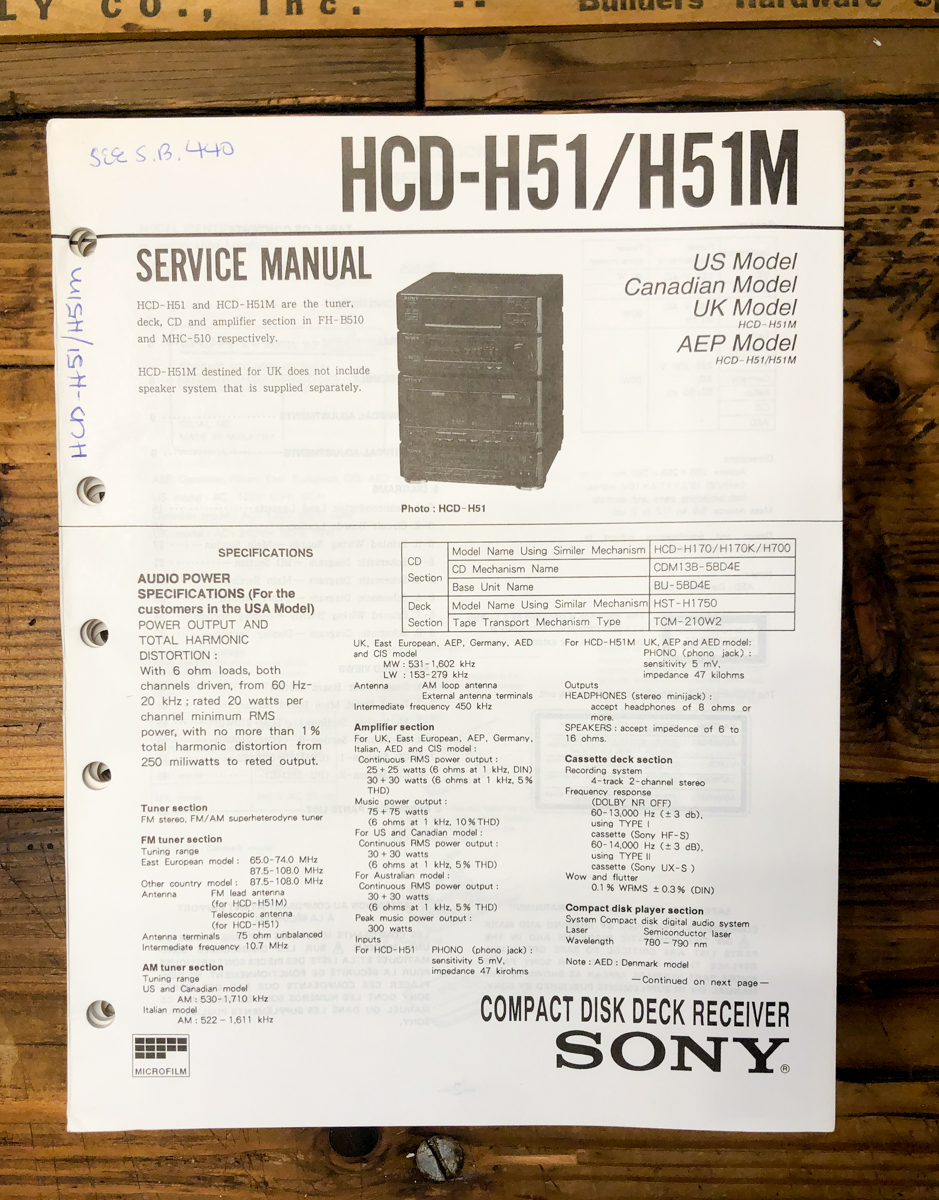 LY CO., Inc.
Builders Hardware Sp
SEE S.B. 440
HCD-H51/H51M
HCD-H51/H51m
SERVICE MANUAL
HCD-H51 and HCD-H51M are the tuner,
deck, CD and amplifier section in FH-B510
and MHC-510 respectively.
HCD-H51M destined for UK does not include
speaker system that is supplied separately.
US Model
Canadian Model
UK Model
HCD-H51M
AEP Model
HCD-H51/H51M
Photo : HCD-H51
SPECIFICATIONS
AUDIO POWER
SPECIFICATIONS (For the
customers in the USA Model)
POWER OUTPUT AND
TOTAL HARMONIC
DISTORTION :
With 6 ohm loads, both
channels driven, from 60 Hz-
20 kHz ; rated 20 watts per
channel minimum RMS
power, with no more than 1%
total harmonic distortion from
250 miliwatts to reted output.
Tuner section
FM stereo, FM/AM superheterodyne tuner
FM tuner section
Tuning range
East European model : 65.0-74.0 MHz
87.5-108.0 MHz
Other country model : 87.5-108.0 MHz
Antenna FM lead antenna
(for HCD-H51M)
Telescopic antenna
(for HCD-H51)
Antenna terminals 75 ohm unbalanced
Intermediate frequency 10.7 MHz
AM tuner section
Tuning range
US and Canadian model
AM : 530-1,710 kHz
Italian model
AM : 522-1,611 kHz
MICROFILM
CD Section
Model Name Using Similer Mechanism HCD-H170/H170K/H700
CD Mechanism Name CDM13B-5BD4E
Base Unit Name BU-5BD4E
Deck Section
Model Name Using Similar Mechanism HST-H1750
Tape Transport Mechanism Type TCM-210W2
UK, East European, AEP, Germany, AED
and CIS model
MW : 531-1,602 kHz
LW : 153-279 kHz
Antenna AM loop antenna
External antenna terminals
Intermediate frequency 450 kHz
Amplifier section
For UK, East European, AEP, Germany,
Italian, AED and CIS model :
Continuous RMS power output :
25+25 watts (6 ohms at 1 kHz, DIN)
30+30 watts (6 ohms at 1 kHz, 5%
THD)
Music power output :
75+75 watts
(6 ohms at 1 kHz, 10% THD)
For US and Canadian model :
Continuous RMS power output :
30+30 watts
(6 ohms at 1 kHz, 5% THD)
For Australian model :
Continuous RMS power output :
30+30 watts
(6 ohms at 1 kHz, 5% THD)
Peak music power output :
300 watts
Inputs
For HCD-H51 PHONO (phono jack) :
sensitivity 5 mV,
impedance 47 kirohms
For HCD-H51M UK, AEP and AED model:
PHONO (phono jack) :
sensitivity 5 mV,
impedance 47 kilohms
Outputs
HEADPHONES (stereo minijack) :
accept headphones of 8 ohms or
more.
SPEAKERS : accept impedence of 6 to
16 ohms.
Cassette deck section
Recording system
4-track 2-channel stereo
Frequency response
(DOLBY NR OFF)
60-13,000 Hz (±3 db),
using TYPE I
cassette (Sony HF-S)
60-14,000 Hz (±3 dB),
using TYPE II
cassette (Sony UX-S )
Wow and flutter
0.1% WRMS ±0.3% (DIN)
Compact disk player section
System Compact disk digital audio system
Laser Semiconductor laser
Wavelength 780-790 nm
Note : AED : Denmark model
—Continued on next page—
COMPACT DISK DECK RECEIVER
SONY®